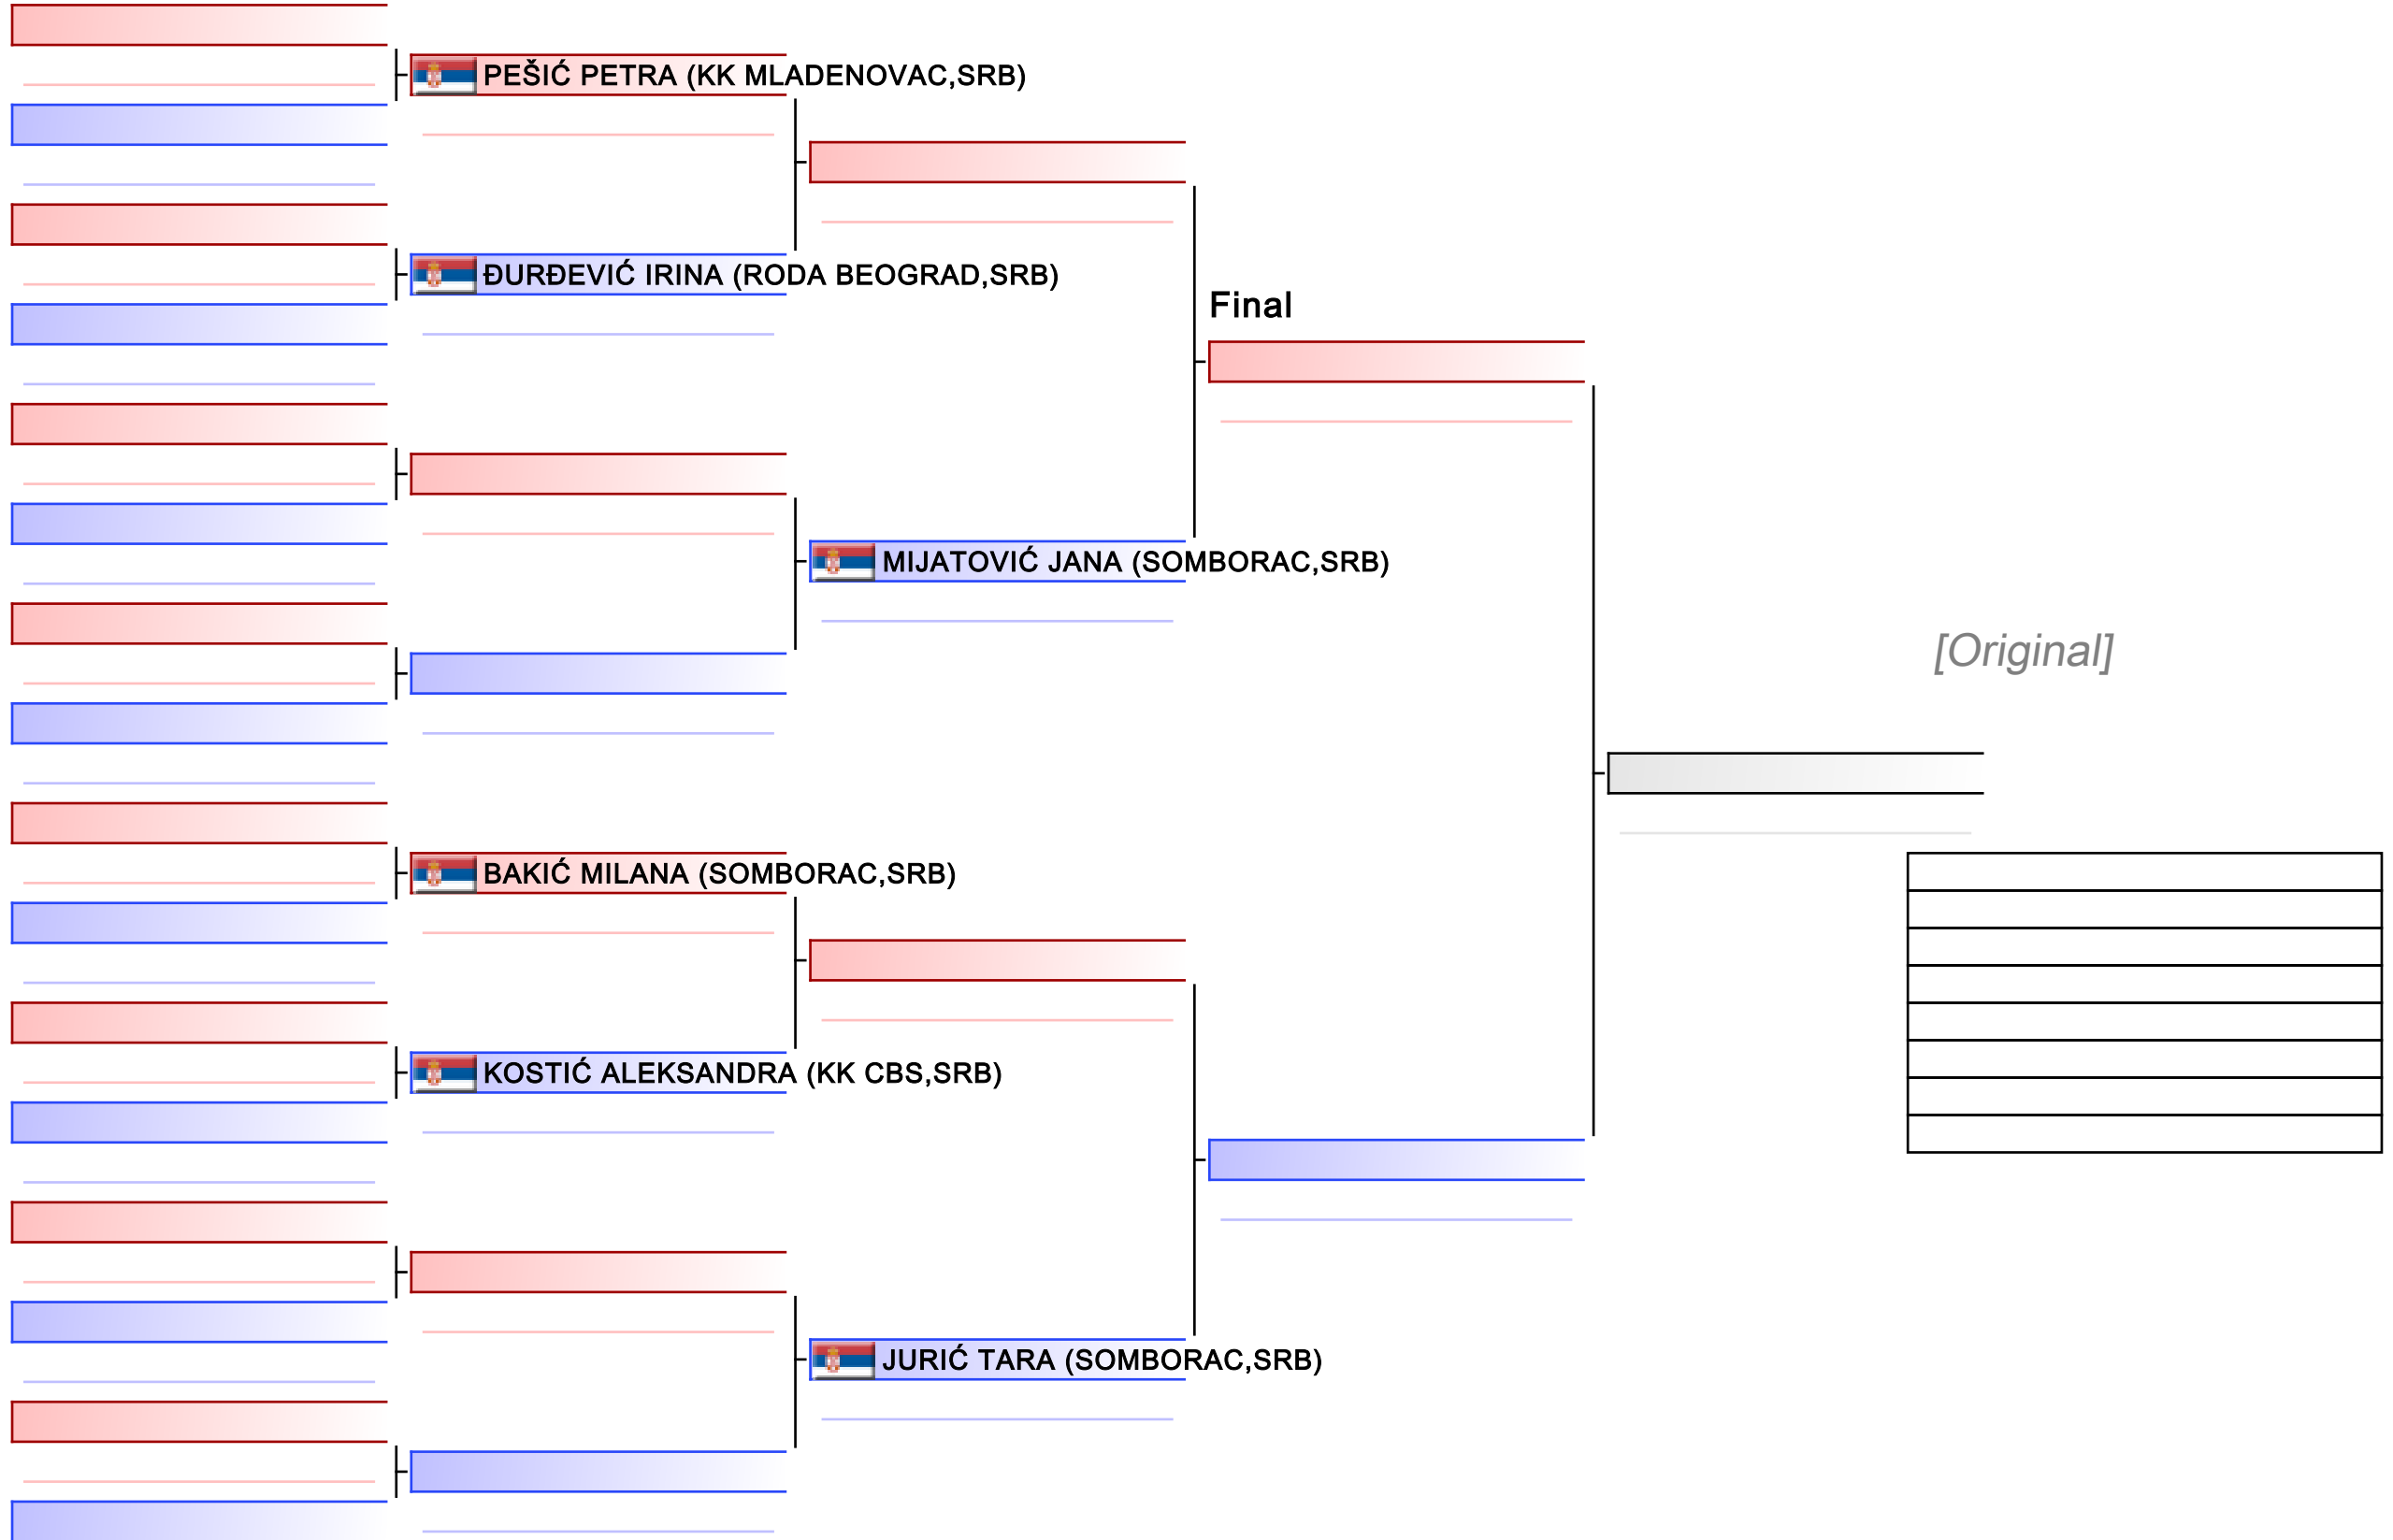 PEŠIĆ PETRA (KK MLADENOVAC,SRB)
ĐURĐEVIĆ IRINA (RODA BEOGRAD,SRB)
Final
MIJATOVIĆ JANA (SOMBORAC,SRB)
[Original]
BAKIĆ MILANA (SOMBORAC,SRB)
KOSTIĆ ALEKSANDRA (KK CBS,SRB)
JURIĆ TARA (SOMBORAC,SRB)